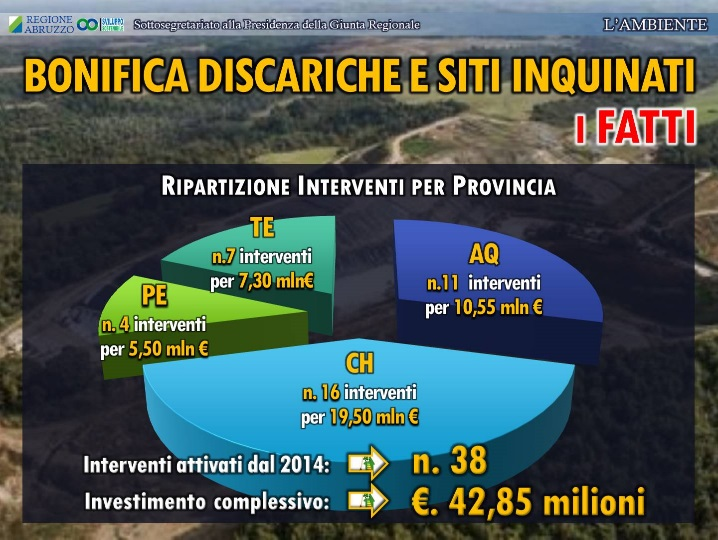 REGIONE
ABRUZZO
SVILUPPO
SOSTENIBILE
Sottosegretariato alla Presidenza della Giunta Regionale
L'AMBIENTE
BONIFICA DISCARICHE E SITI INQUINATI
I FATTI
RIPARTIZIONE INTERVENTI PER PROVINCIA
TE
n.7 interventi
per 7,30 mln€
AQ
n.11 interventi
per 10,55 mln €
PE
n. 4 interventi
per 5,50 mln €
CH
n. 16 interventi
per 19,50 mln €
Interventi attivati dal 2014:
n. 38
Investimento complessivo:
€. 42,85 milioni